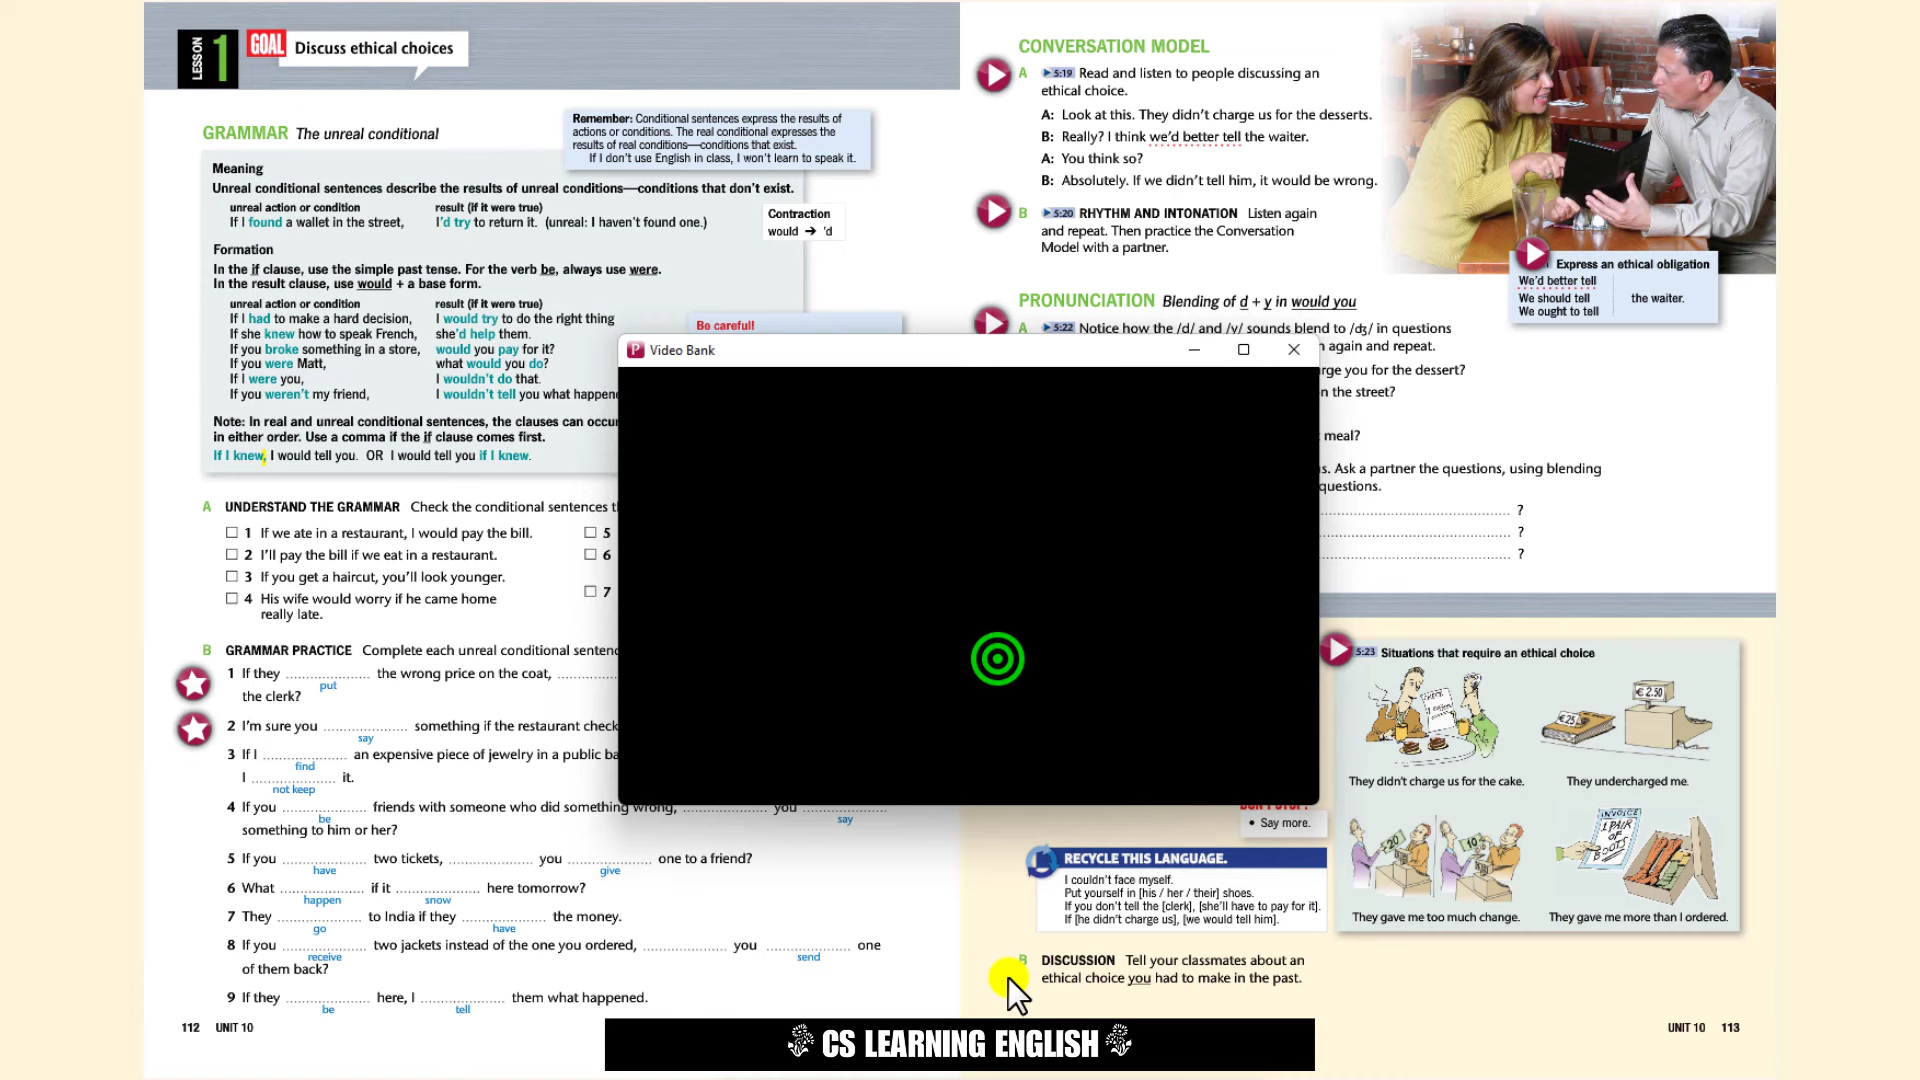 LESSON 1
GOAL Discuss ethical choices
GRAMMAR The unreal conditional
Remember: Conditional sentences express the results of
actions or conditions. The real conditional expresses the
results of real conditions—conditions that exist.
If I don't use English in class, I won't learn to speak it.
Meaning
Unreal conditional sentences describe the results of unreal conditions—conditions that don't exist.
unreal action or condition result (if it were true)
If I found a wallet in the street, I'd try to return it. (unreal: I haven't found one.)
Contraction
would → 'd
Formation
In the if clause, use the simple past tense. For the verb be, always use were.
In the result clause, use would + a base form.
unreal action or condition result (if it were true)
If I had to make a hard decision, I would try to do the right thing
If she knew how to speak French, she'd help them.
If you broke something in a store, would you pay for it?
If you were Matt, what would you do?
If I were you, I wouldn't do that.
If you weren't my friend, I wouldn't tell you what happene
Be careful!
Note: In real and unreal conditional sentences, the clauses can occu
in either order. Use a comma if the if clause comes first.
If I knew, I would tell you. OR I would tell you if I knew.
A UNDERSTAND THE GRAMMAR Check the conditional sentences t
1 If we ate in a restaurant, I would pay the bill.
2 I'll pay the bill if we eat in a restaurant.
3 If you get a haircut, you'll look younger.
4 His wife would worry if he came home
really late.
5
6
7
B GRAMMAR PRACTICE Complete each unreal conditional sentenc
1 If they .................... the wrong price on the coat, ...............
put
the clerk?
2 I'm sure you .................... something if the restaurant check
say
3 If I .................... an expensive piece of jewelry in a public ba
find
I .................... it.
not keep
4 If you .................... friends with someone who did something wrong, .................... you ....................
be say
something to him or her?
5 If you .................... two tickets, .................... you .................... one to a friend?
have give
6 What .................... if it .................... here tomorrow?
happen snow
7 They .................... to India if they .................... the money.
go have
8 If you .................... two jackets instead of the one you ordered, .................... you .................... one
receive send
of them back?
9 If they .................... here, I .................... them what happened.
be tell
112 UNIT 10
CONVERSATION MODEL
A 5:19 Read and listen to people discussing an
ethical choice.
A: Look at this. They didn't charge us for the desserts.
B: Really? I think we'd better tell the waiter.
A: You think so?
B: Absolutely. If we didn't tell him, it would be wrong.
B 5:20 RHYTHM AND INTONATION Listen again
and repeat. Then practice the Conversation
Model with a partner.
Express an ethical obligation
We'd better tell
We should tell the waiter.
We ought to tell
PRONUNCIATION Blending of d + y in would you
A 5:22 Notice how the /d/ and /y/ sounds blend to /dʒ/ in questions
n again and repeat.
rge you for the dessert?
n the street?
meal?
s. Ask a partner the questions, using blending
questions.
.................... ?
.................... ?
.................... ?
Video Bank
5:23 Situations that require an ethical choice
€2.50
€25
They didn't charge us for the cake. They undercharged me.
20
10
INVOICE
1 PAIR
OF
BOOTS
They gave me too much change. They gave me more than I ordered.
• Say more.
RECYCLE THIS LANGUAGE.
I couldn't face myself.
Put yourself in [his / her / their] shoes.
If you don't tell the [clerk], [she'll have to pay for it].
If [he didn't charge us], [we would tell him].
B DISCUSSION Tell your classmates about an
ethical choice you had to make in the past.
UNIT 10 113
CS LEARNING ENGLISH